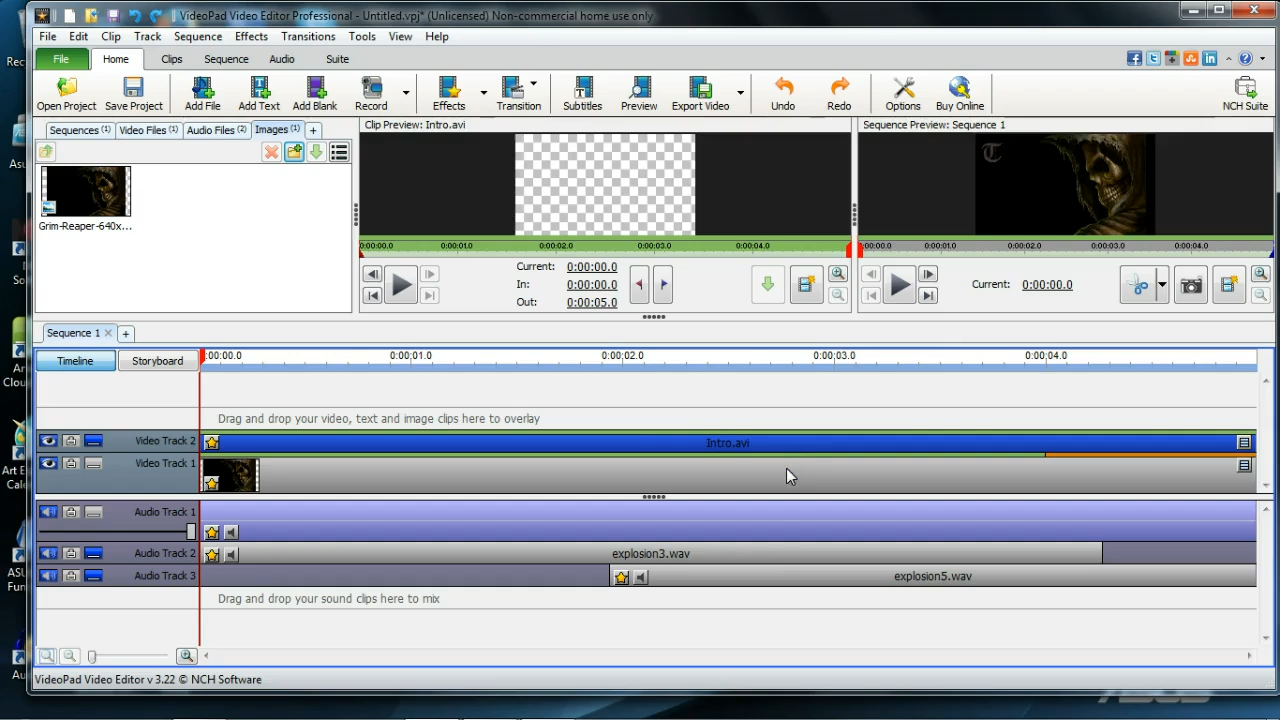 VideoPad Video Editor Professional - Untitled.vpj* (Unlicensed) Non-commercial home use only
File Edit Clip Track Sequence Effects Transitions Tools View Help
File Home Clips Sequence Audio Suite
Open Project Save Project Add File Add Text Add Blank Record Effects Transition Subtitles Preview Export Video Undo Redo Options Buy Online NCH Suite
Sequences (1) Video Files (1) Audio Files (2) Images (1) +
Clip Preview: Intro.avi
Sequence Preview: Sequence 1
Grim-Reaper-640x...
0:00:00.0 0:00:01.0 0:00:02.0 0:00:03.0 0:00:04.0
0:00:00.0 0:00:01.0 0:00:02.0 0:00:03.0 0:00:04.0
Current: 0:00:00.0
In: 0:00:00.0
Out: 0:00:05.0
Current: 0:00:00.0
Sequence 1
Timeline Storyboard
0:00:00.0 0:00:01.0 0:00:02.0 0:00:03.0 0:00:04.0
Drag and drop your video, text and image clips here to overlay
Video Track 2 Intro.avi
Video Track 1
Audio Track 1
Audio Track 2 explosion3.wav
Audio Track 3 explosion5.wav
Drag and drop your sound clips here to mix
VideoPad Video Editor v 3.22 © NCH Software